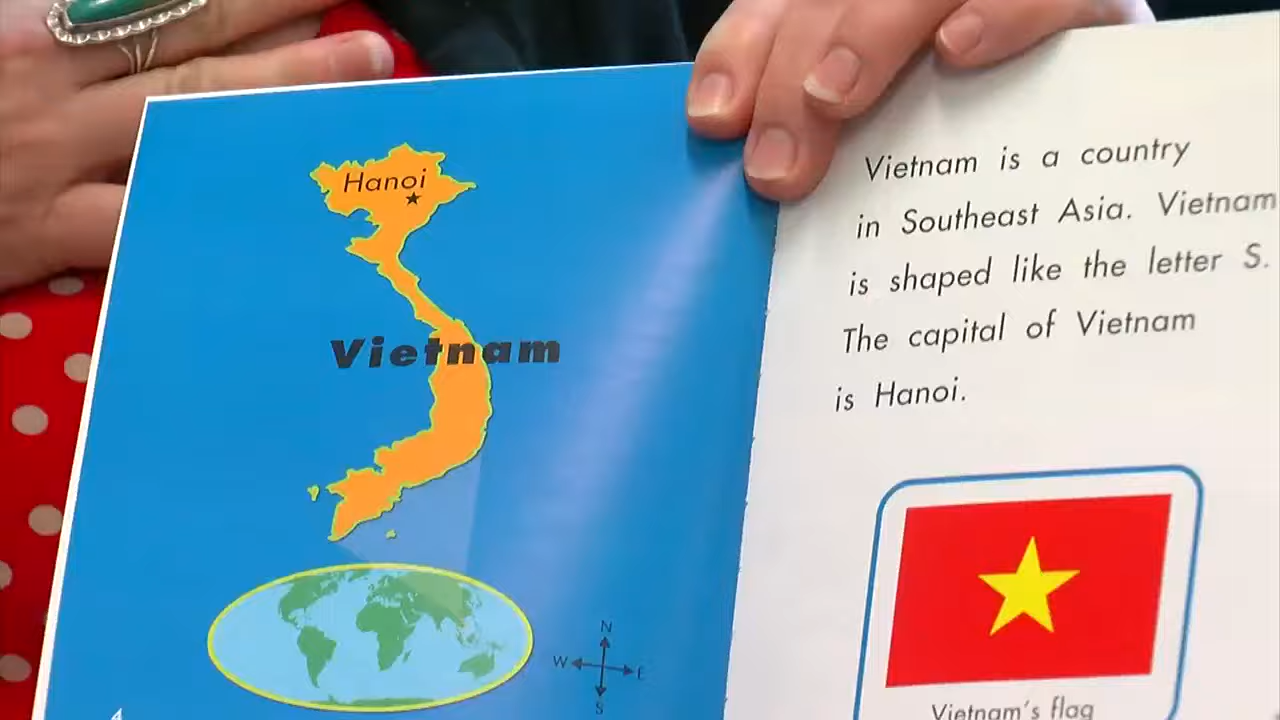 Hanoi
Vietnam
N
W
E
S
4
Vietnam is a country
in Southeast Asia. Vietnam
is shaped like the letter S.
The capital of Vietnam
is Hanoi.
Vietnam's flag